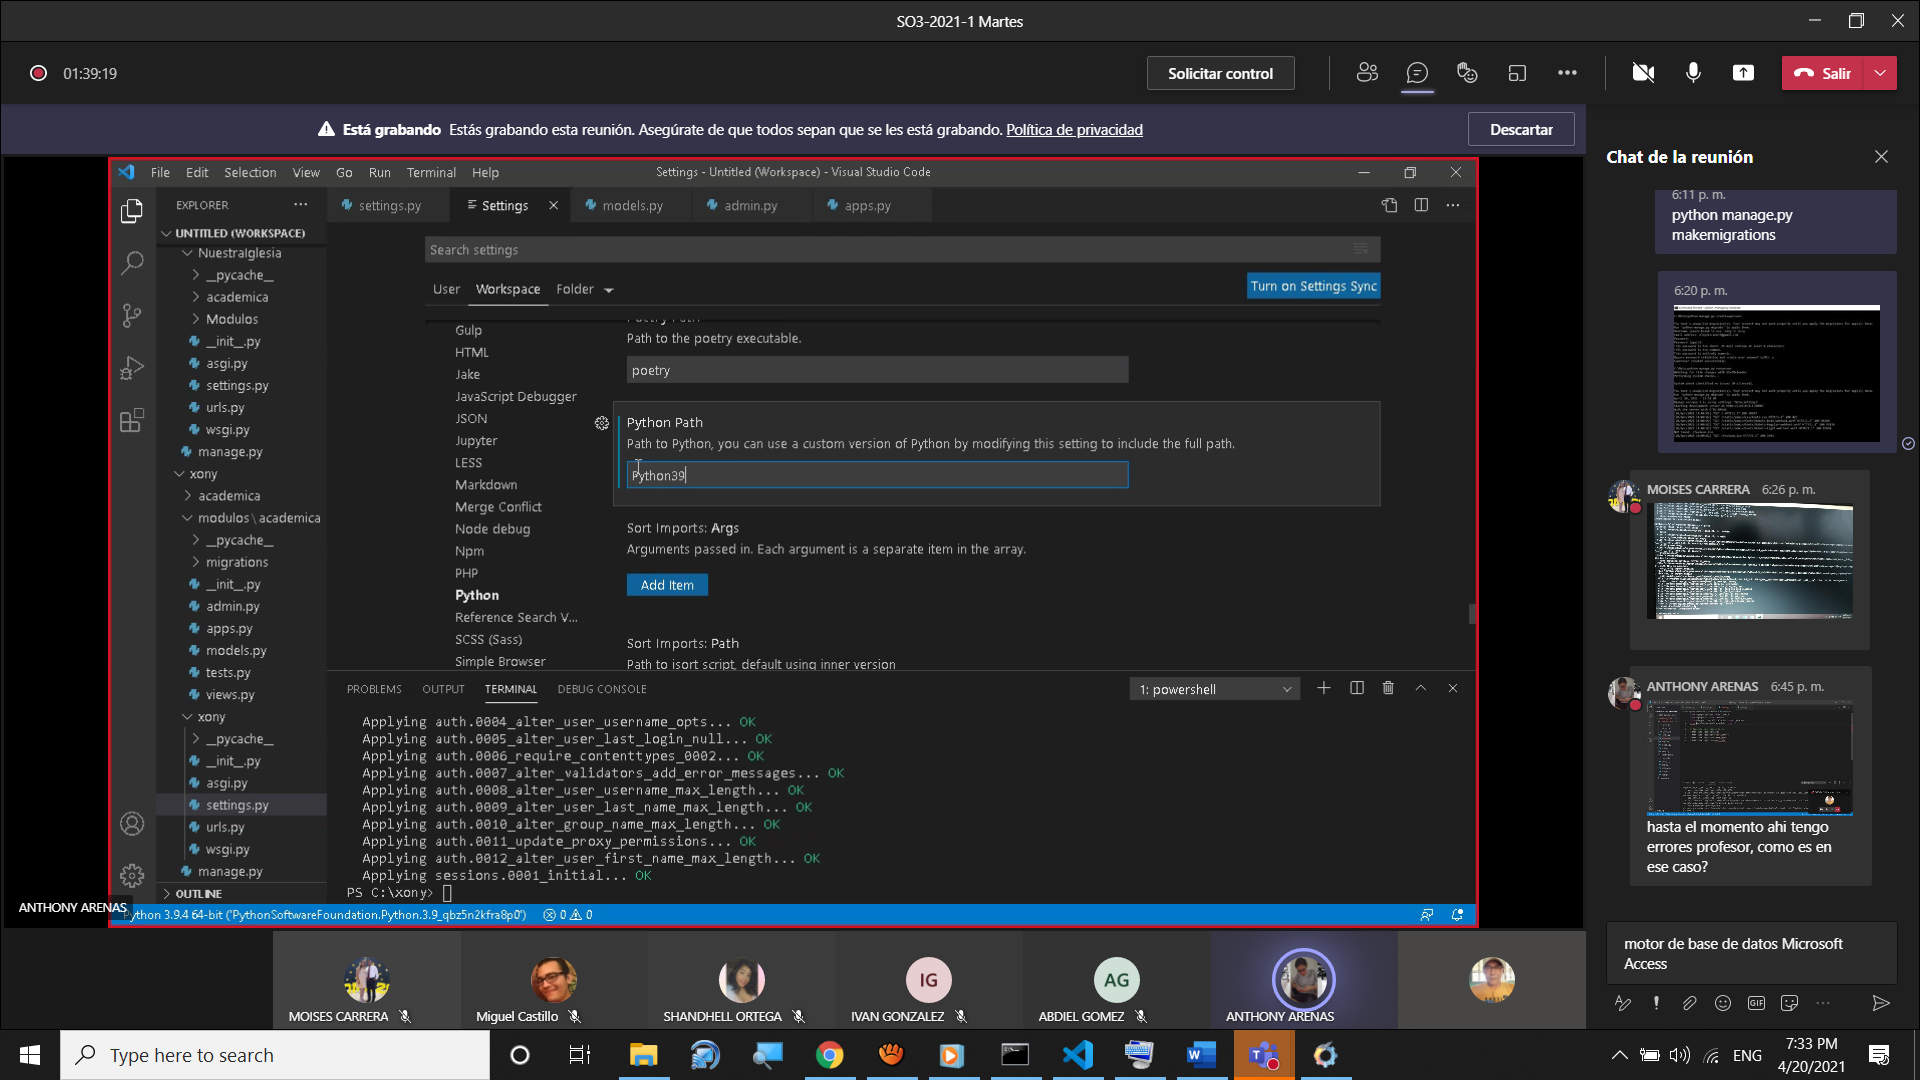 SO3-2021-1 Martes
01:39:19
Solicitar control
Salir
Está grabando Estás grabando esta reunión. Asegúrate de que todos sepan que se les está grabando. Política de privacidad
Descartar
File Edit Selection View Go Run Terminal Help
Settings - Untitled (Workspace) - Visual Studio Code
EXPLORER
settings.py
Settings
models.py
admin.py
apps.py
UNTITLED (WORKSPACE)
NuestraIglesia
__pycache__
academica
Modulos
__init__.py
asgi.py
settings.py
urls.py
wsgi.py
manage.py
xony
academica
modulos\academica
__pycache__
migrations
__init__.py
admin.py
apps.py
models.py
tests.py
views.py
xony
__pycache__
__init__.py
asgi.py
settings.py
urls.py
wsgi.py
manage.py
OUTLINE
Search settings
User Workspace Folder
Turn on Settings Sync
Gulp
HTML
Jake
JavaScript Debugger
JSON
Jupyter
LESS
Markdown
Merge Conflict
Node debug
Npm
PHP
Python
Reference Search V...
SCSS (Sass)
Simple Browser
Poetry Path
Path to the poetry executable.
poetry
Python Path
Path to Python, you can use a custom version of Python by modifying this setting to include the full path.
Python39
Sort Imports: Args
Arguments passed in. Each argument is a separate item in the array.
Add Item
Sort Imports: Path
Path to isort script, default using inner version
PROBLEMS OUTPUT TERMINAL DEBUG CONSOLE
1: powershell
Applying auth.0004_alter_user_username_opts... OK
Applying auth.0005_alter_user_last_login_null... OK
Applying auth.0006_require_contenttypes_0002... OK
Applying auth.0007_alter_validators_add_error_messages... OK
Applying auth.0008_alter_user_username_max_length... OK
Applying auth.0009_alter_user_last_name_max_length... OK
Applying auth.0010_alter_group_name_max_length... OK
Applying auth.0011_update_proxy_permissions... OK
Applying auth.0012_alter_user_first_name_max_length... OK
Applying sessions.0001_initial... OK
PS C:\xony>
ANTHONY ARENAS
Python 3.9.4 64-bit ('PythonSoftwareFoundation.Python.3.9_qbz5n2kfra8p0')
0 0
Chat de la reunión
6:11 p. m.
python manage.py
makemigrations
6:20 p. m.
MOISES CARRERA 6:26 p. m.
ANTHONY ARENAS 6:45 p. m.
hasta el momento ahi tengo
errores profesor, como es en
ese caso?
motor de base de datos Microsoft
Access
GIF
MOISES CARRERA
Miguel Castillo
SHANDHELL ORTEGA
IG
IVAN GONZALEZ
AG
ABDIEL GOMEZ
ANTHONY ARENAS
Type here to search
ENG
7:33 PM
4/20/2021